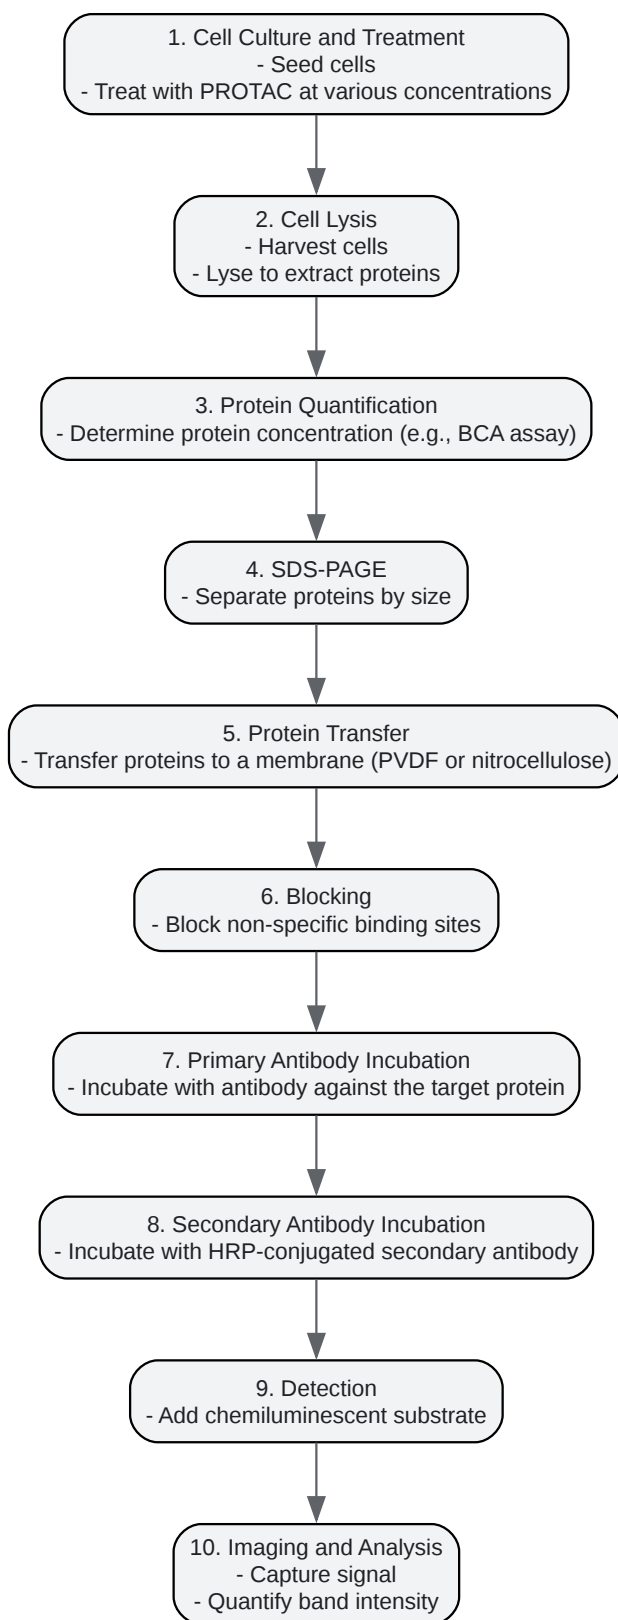 1. Cell Culture and Treatment
- Seed cells
- Treat with PROTAC at various concentrations
2. Cell Lysis
- Harvest cells
- Lyse to extract proteins
3. Protein Quantification
- Determine protein concentration (e.g., BCA assay)
4. SDS-PAGE
- Separate proteins by size
5. Protein Transfer
- Transfer proteins to a membrane (PVDF or nitrocellulose)
6. Blocking
- Block non-specific binding sites
7. Primary Antibody Incubation
- Incubate with antibody against the target protein
8. Secondary Antibody Incubation
- Incubate with HRP-conjugated secondary antibody
9. Detection
- Add chemiluminescent substrate
10. Imaging and Analysis
- Capture signal
- Quantify band intensity